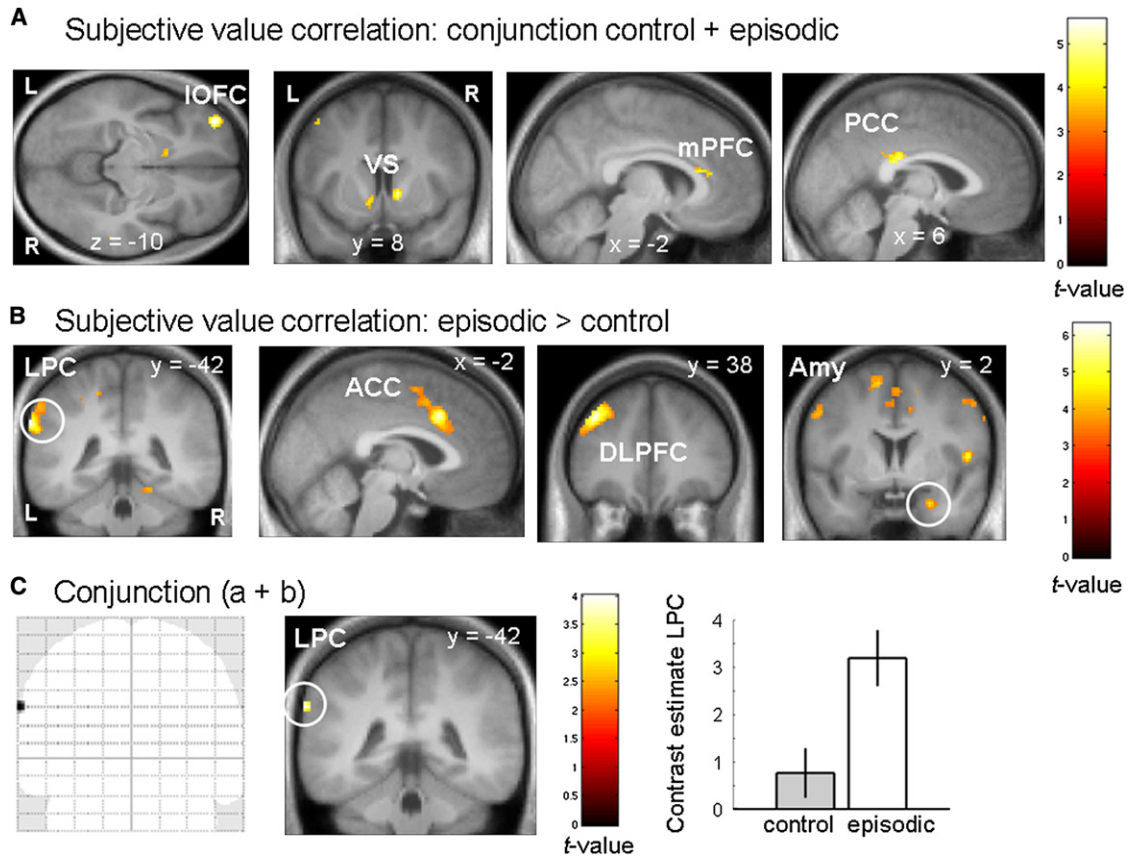 A
Subjective value correlation: conjunction control + episodic
L
lOFC
R
z = -10
L
R
VS
y = 8
mPFC
x = -2
PCC
x = 6
5
4
3
2
1
0
t-value
B
Subjective value correlation: episodic > control
LPC
y = -42
L
R
x = -2
ACC
y = 38
DLPFC
Amy
y = 2
6
5
4
3
2
1
0
t-value
C
Conjunction (a + b)
LPC
y = -42
4
3.5
3
2.5
2
1.5
1
0.5
0
t-value
Contrast estimate LPC
4
3
2
1
0
control
episodic